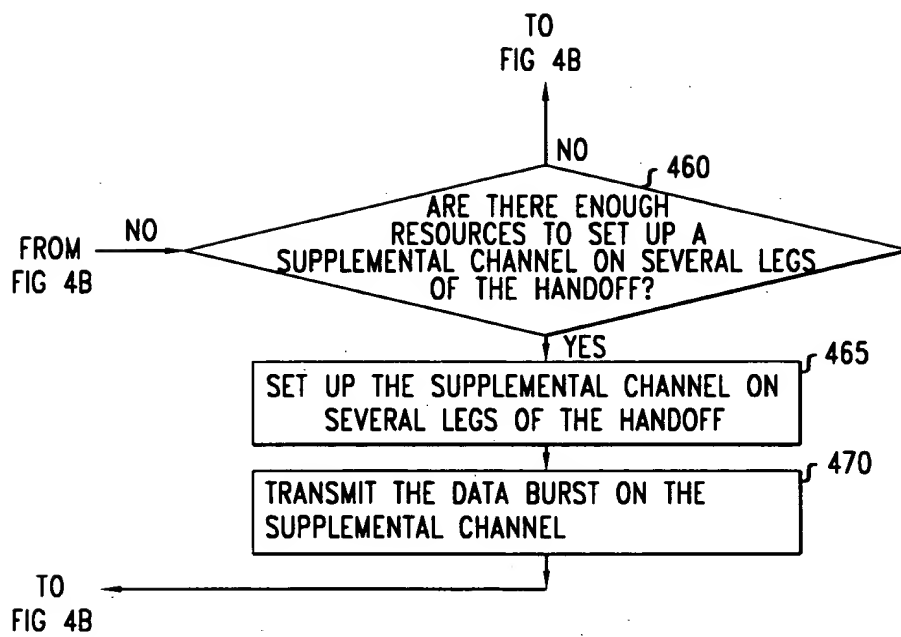 TO
FIG 4B
NO
460
ARE THERE ENOUGH
RESOURCES TO SET UP A
SUPPLEMENTAL CHANNEL ON SEVERAL LEGS
OF THE HANDOFF?
FROM
FIG 4B
NO
YES
465
SET UP THE SUPPLEMENTAL CHANNEL ON
SEVERAL LEGS OF THE HANDOFF
470
TRANSMIT THE DATA BURST ON THE
SUPPLEMENTAL CHANNEL
TO
FIG 4B